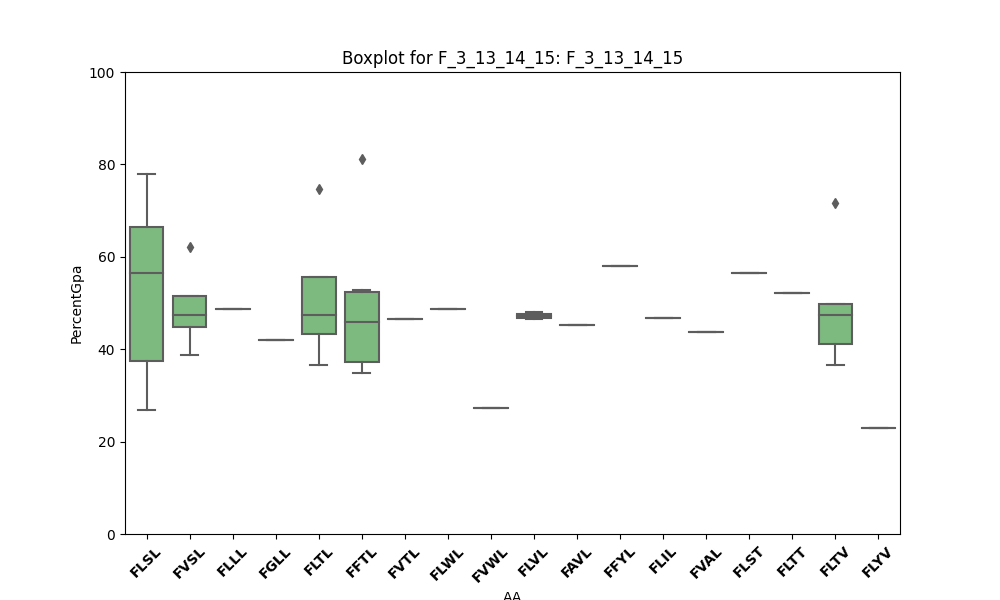 Boxplot for F_3_13_14_15: F_3_13_14_15
100
80
60
40
20
0
PercentGpa
FLSL
FVSL
FLLL
FGLL
FLTL
FFTL
FVTL
FLWL
FVWL
FLVL
FAVL
FFYL
FLIL
FVAL
FLST
FLTT
FLTV
FLYV
AA